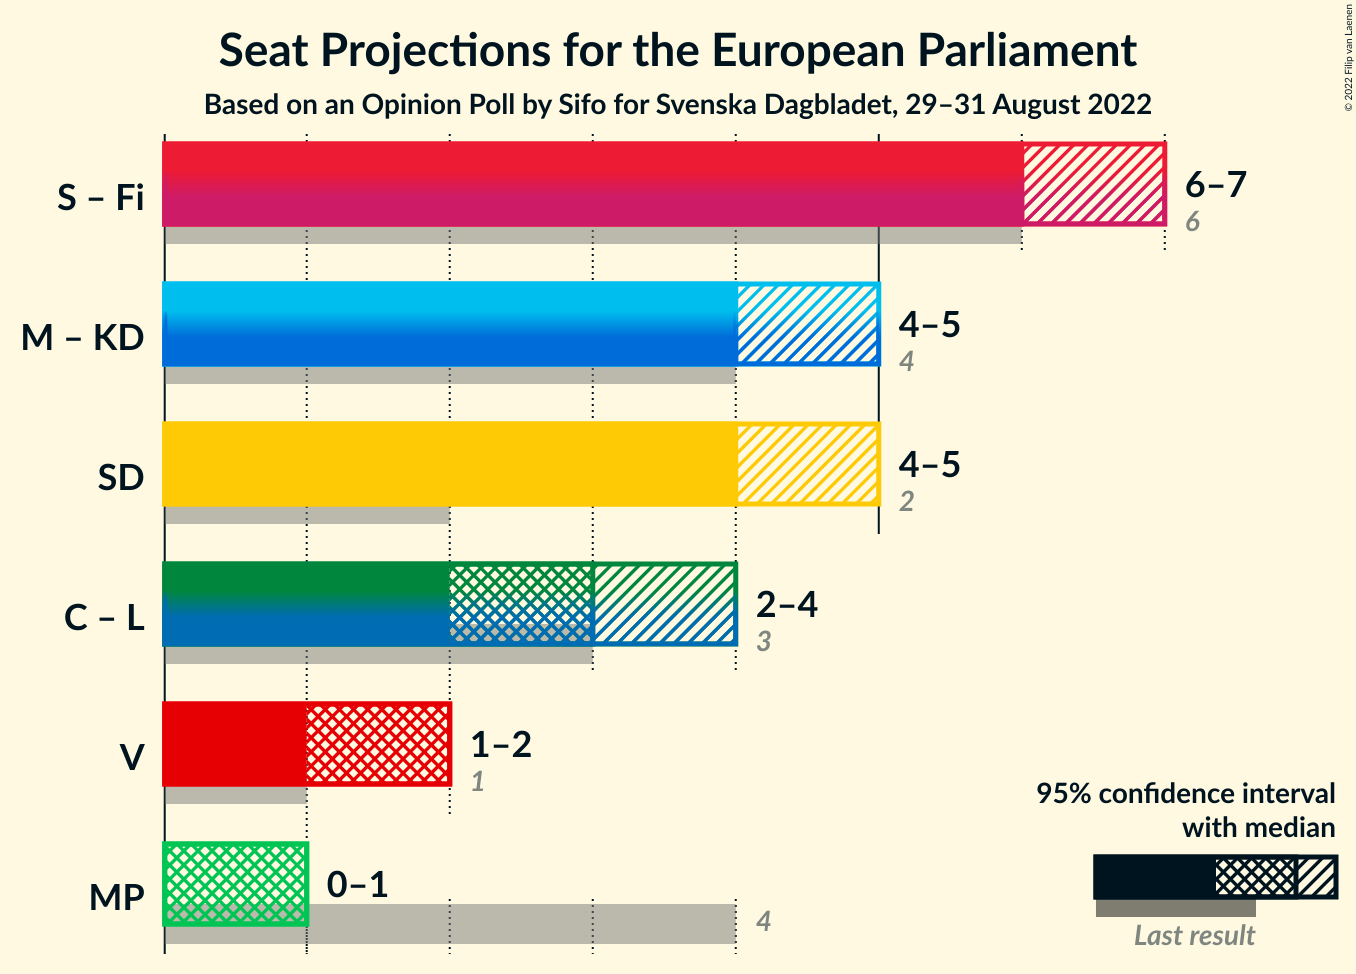 Seat Projections for the European Parliament
Based on an Opinion Poll by Sifo for Svenska Dagbladet, 29–31 August 2022
© 2022 Filip van Laenen
S – Fi
6–7
6
M – KD
4–5
4
SD
4–5
2
C – L
2–4
3
V
1–2
1
MP
0–1
4
95% confidence interval
with median
Last result